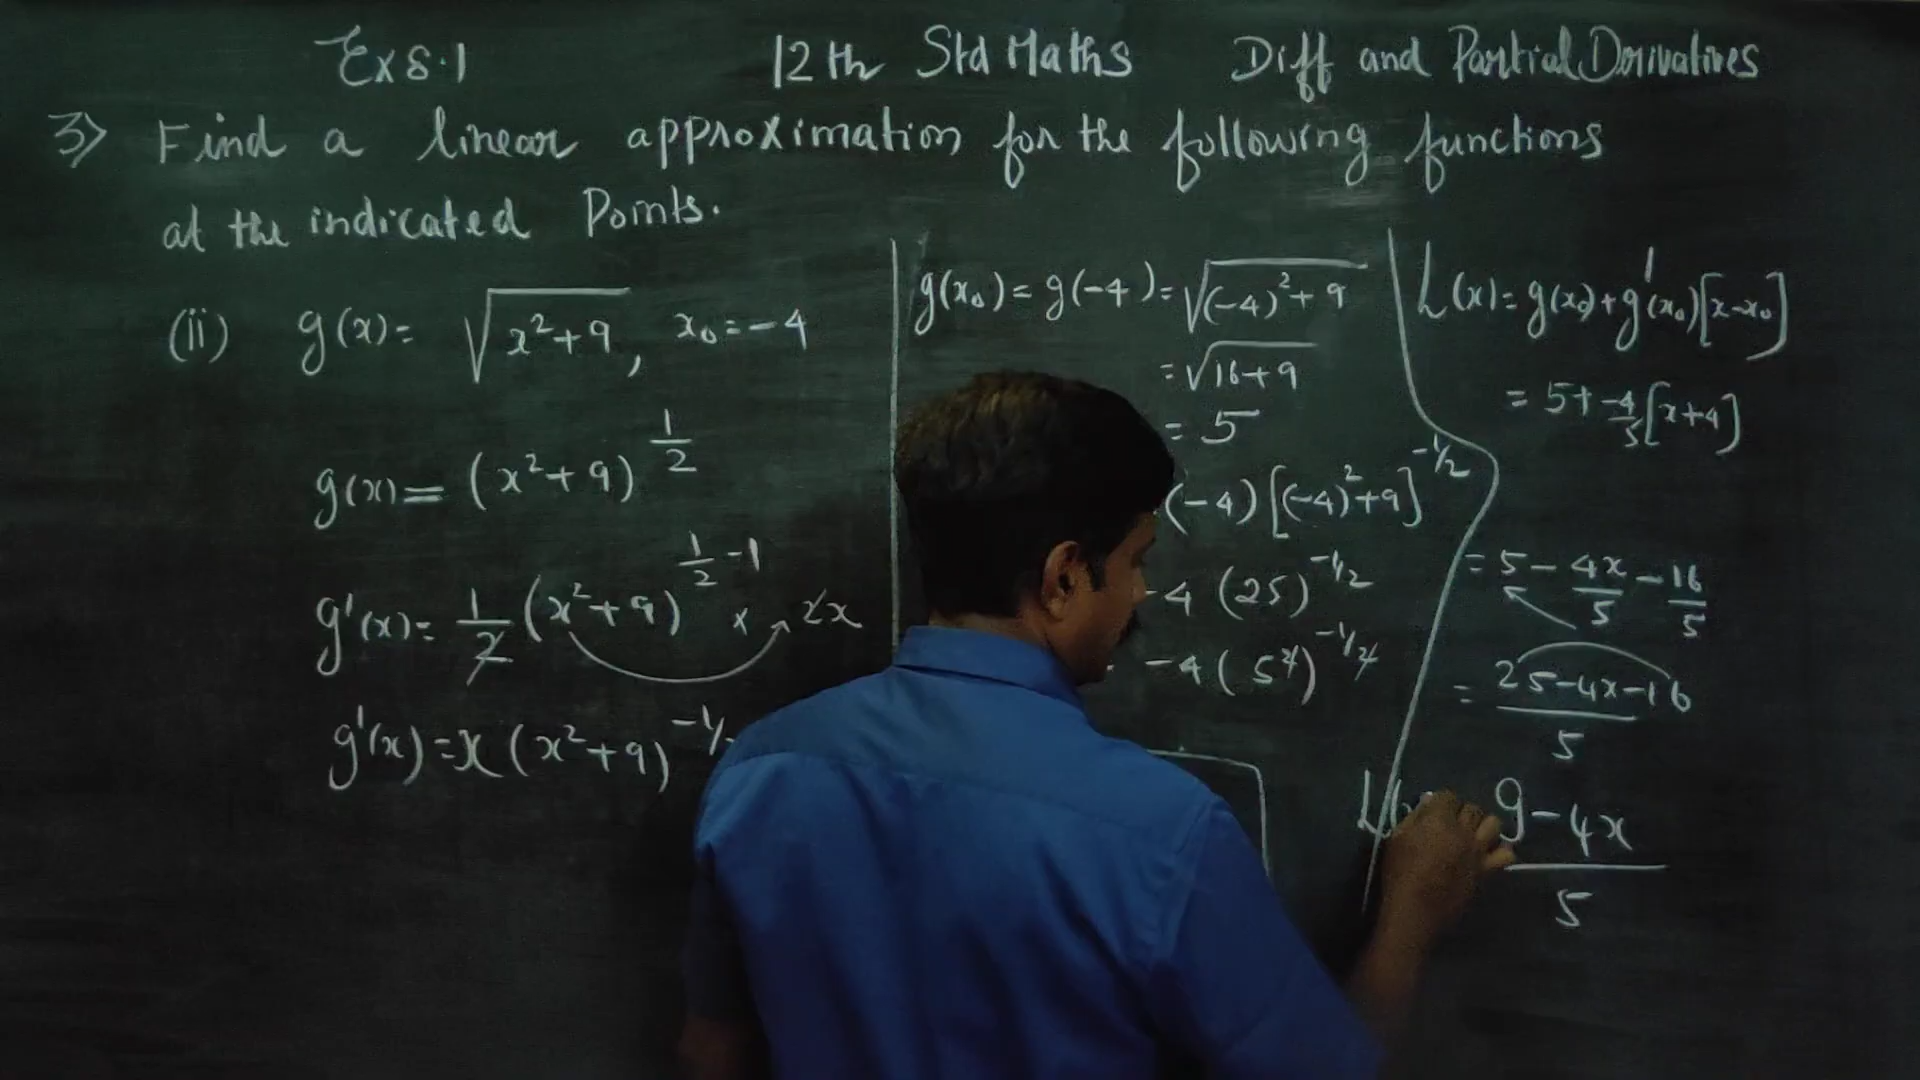 Ex 8.1 12th Std Maths Diff and Partial Derivatives
3) Find a linear approximation for the following functions
at the indicated Points.
(ii) g(x) = √(x²+9), x₀ = -4
g(x) = (x²+9)^(1/2)
g'(x) = 1/2 (x²+9)^(1/2 - 1) × 2x
g'(x) = x (x²+9)^(-1/
g(x₀) = g(-4) = √((-4)²+9)
= √(16+9)
= 5
(-4) [(-4)²+9]^(-1/2)
-4 (25)^(-1/2)
-4 (5²)^(-1/2)
L(x) = g(x₀) + g'(x₀) [x-x₀]
= 5 + -4/5 [x+4]
= 5 - 4x/5 - 16/5
= (25-4x-16)/5
L( (9-4x)/5